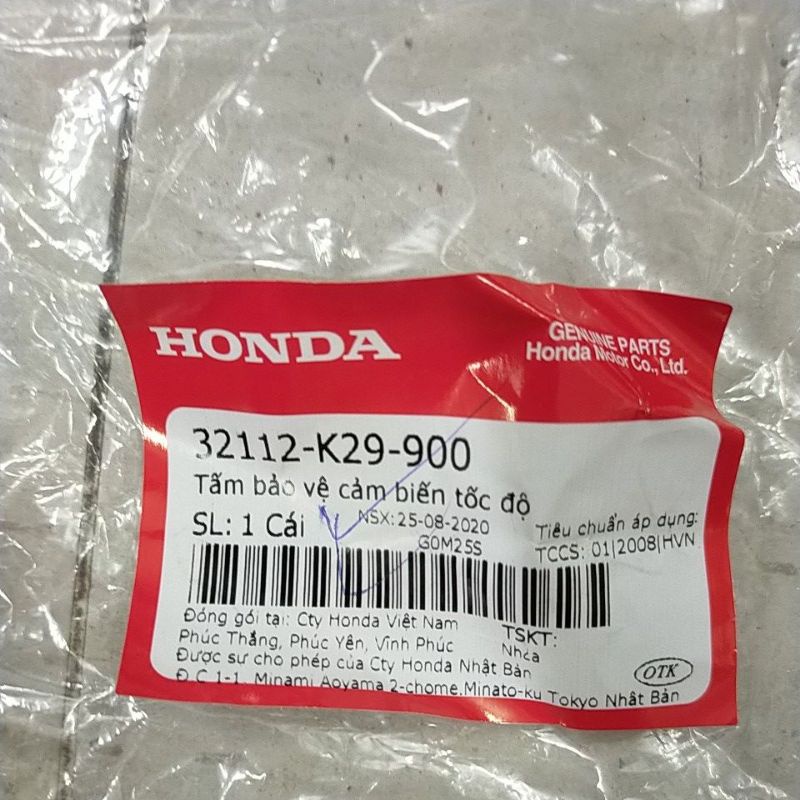 HONDA
GENUINE PARTS
Honda Motor Co., Ltd.
32112-K29-900
Tấm bảo vệ cảm biến tốc độ
SL: 1 Cái
NSX: 25-08-2020
G0M25S
Tiêu chuẩn áp dụng:
TCCS: 01|2008|HVN
Đóng gói tại: Cty Honda Việt Nam
Phúc Thắng, Phúc Yên, Vĩnh Phúc
TSKT:
Nhựa
Được sự cho phép của Cty Honda Nhật Bản
Đ.C 1-1, Minami Aoyama 2-chome,Minato-ku Tokyo Nhật Bản
OTK